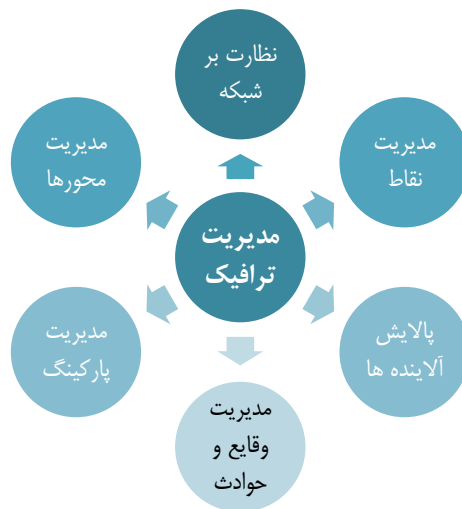 نظارت بر
شبکه
مدیریت
نقاط
مدیریت
محورها
مدیریت
ترافیک
پالایش
آلاینده ها
مدیریت
پارکینگ
مدیریت
وقایع و
حوادث